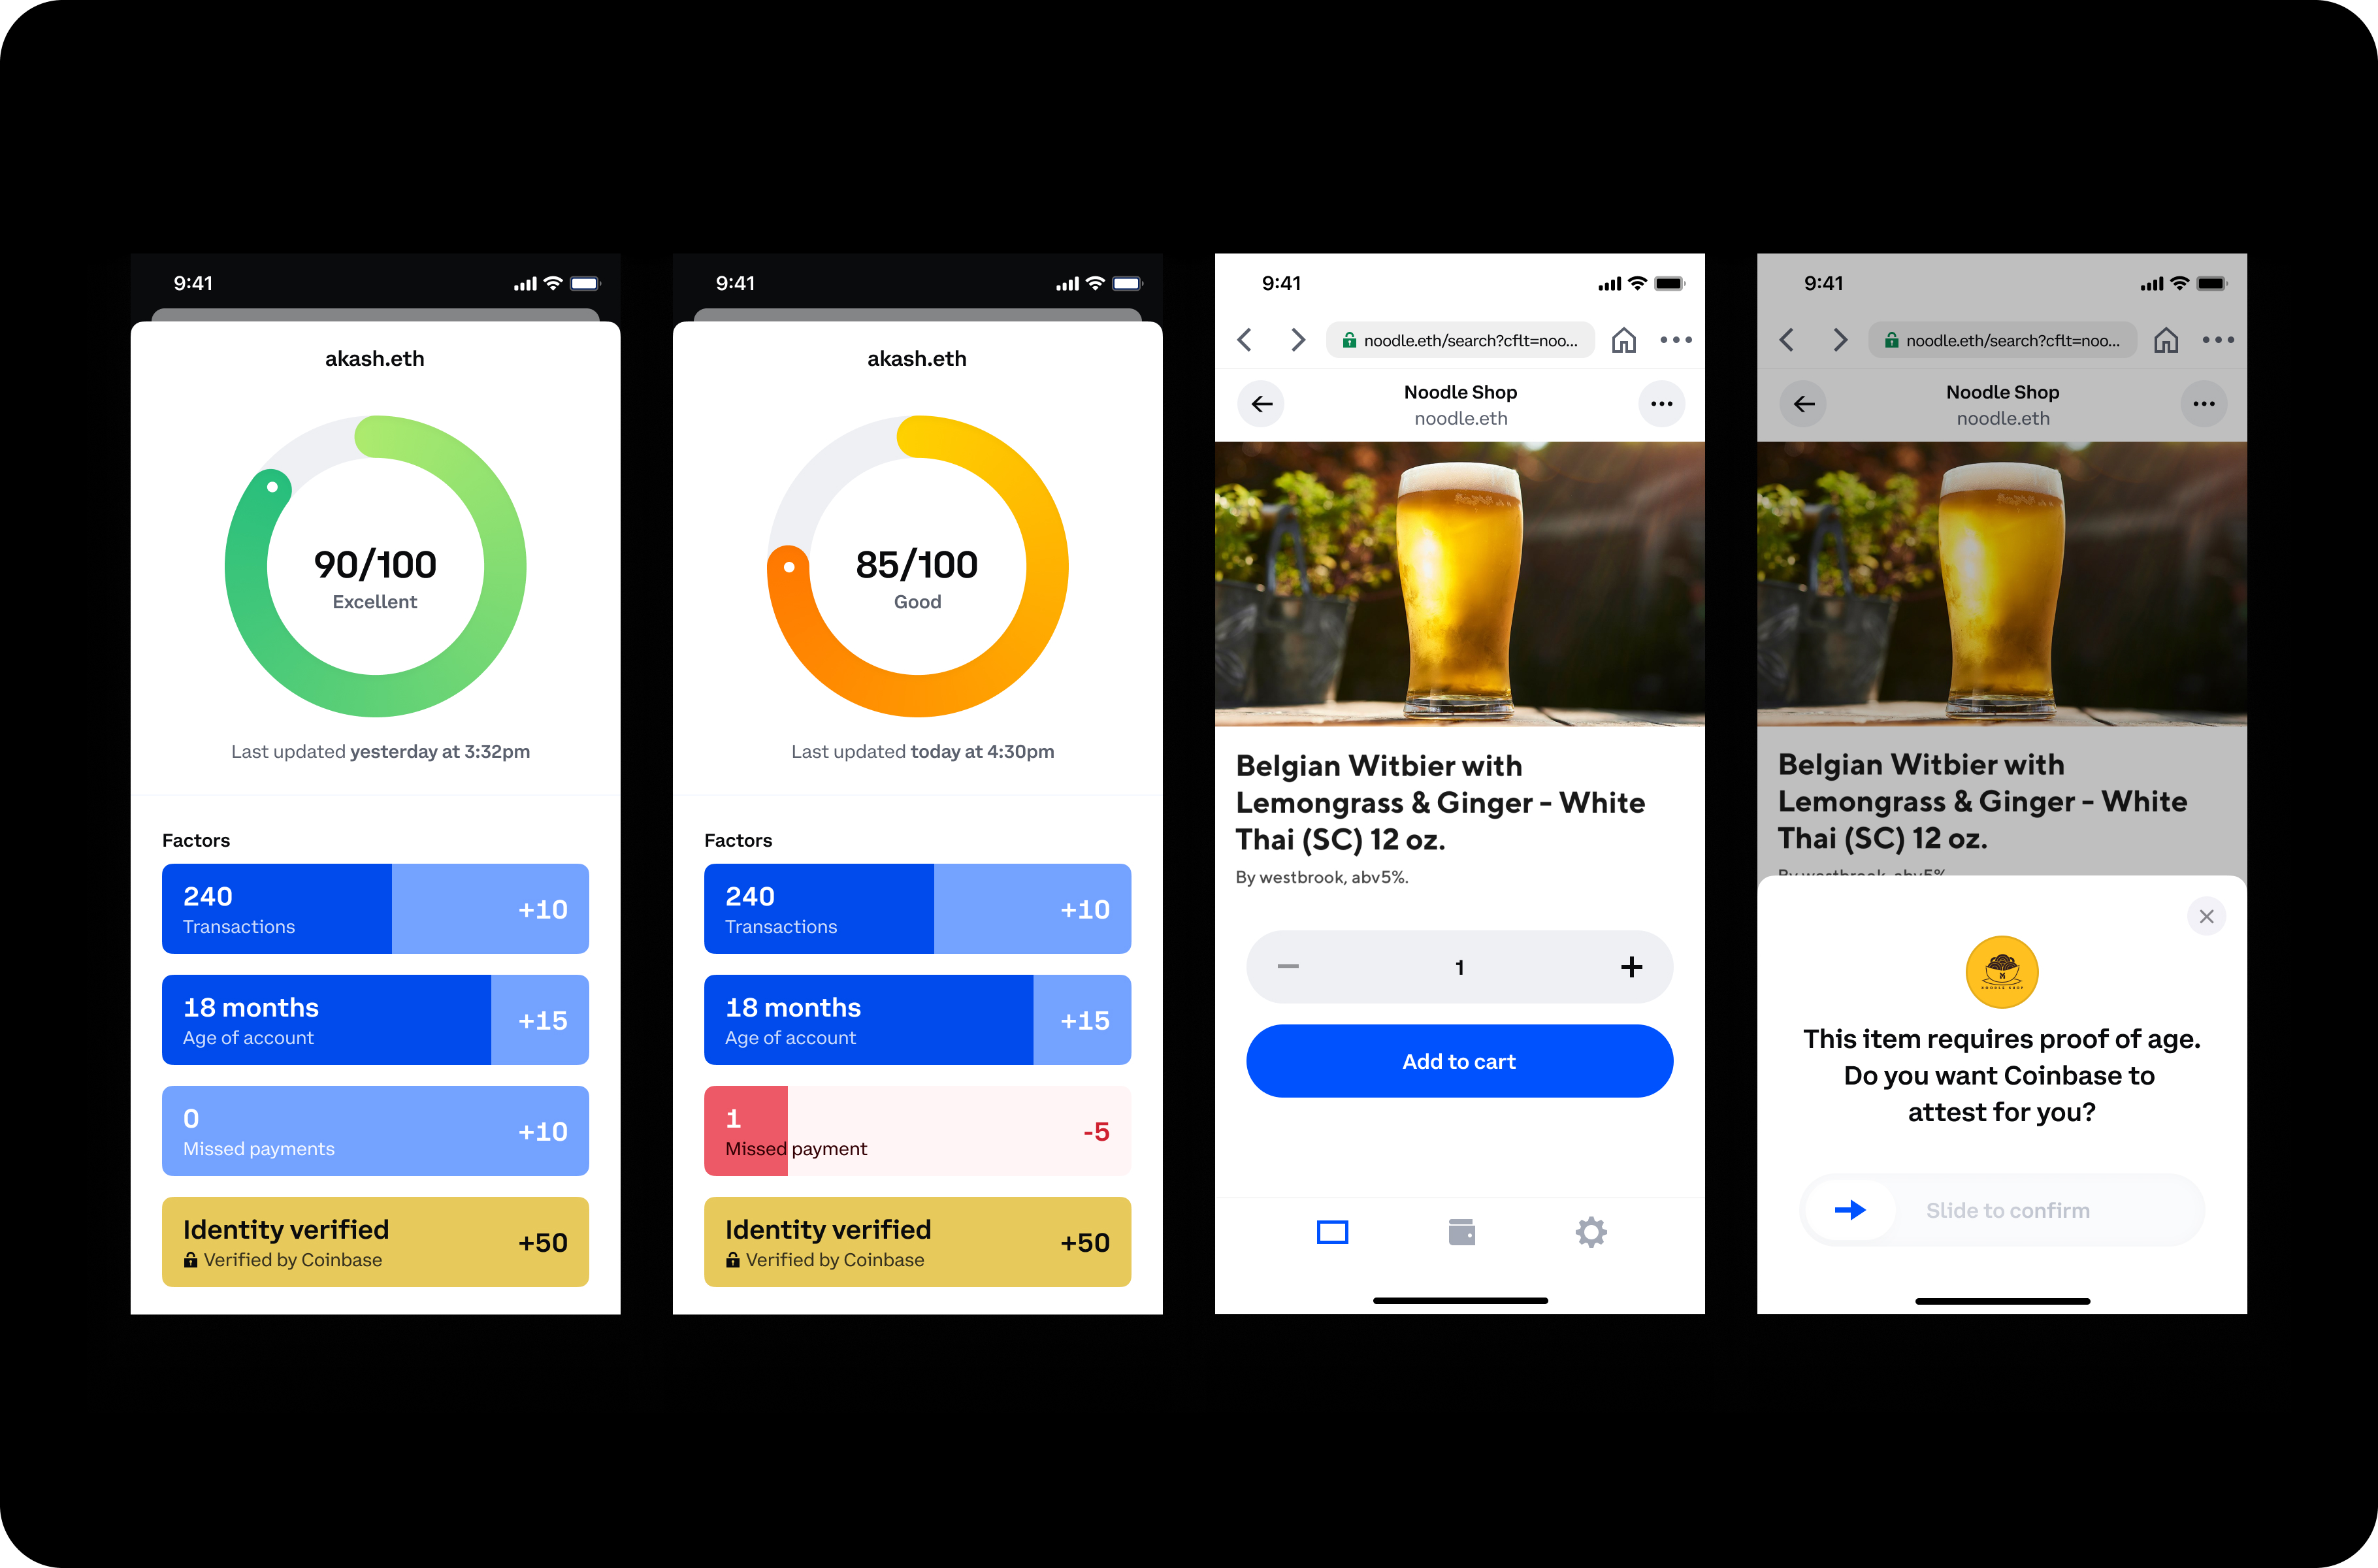 9:41
akash.eth
90/100
Excellent
Last updated yesterday at 3:32pm
Factors
240
Transactions
+10
18 months
Age of account
+15
0
Missed payments
+10
Identity verified
Verified by Coinbase
+50
9:41
akash.eth
85/100
Good
Last updated today at 4:30pm
Factors
240
Transactions
+10
18 months
Age of account
+15
1
Missed payment
-5
Identity verified
Verified by Coinbase
+50
9:41
noodle.eth/search?cflt=noo...
Noodle Shop
noodle.eth
Belgian Witbier with
Lemongrass & Ginger - White
Thai (SC) 12 oz.
By westbrook, abv5%.
1
Add to cart
9:41
noodle.eth/search?cflt=noo...
Noodle Shop
noodle.eth
Belgian Witbier with
Lemongrass & Ginger - White
Thai (SC) 12 oz.
By westbrook, abv5%
NOODLE SHOP
This item requires proof of age.
Do you want Coinbase to
attest for you?
Slide to confirm